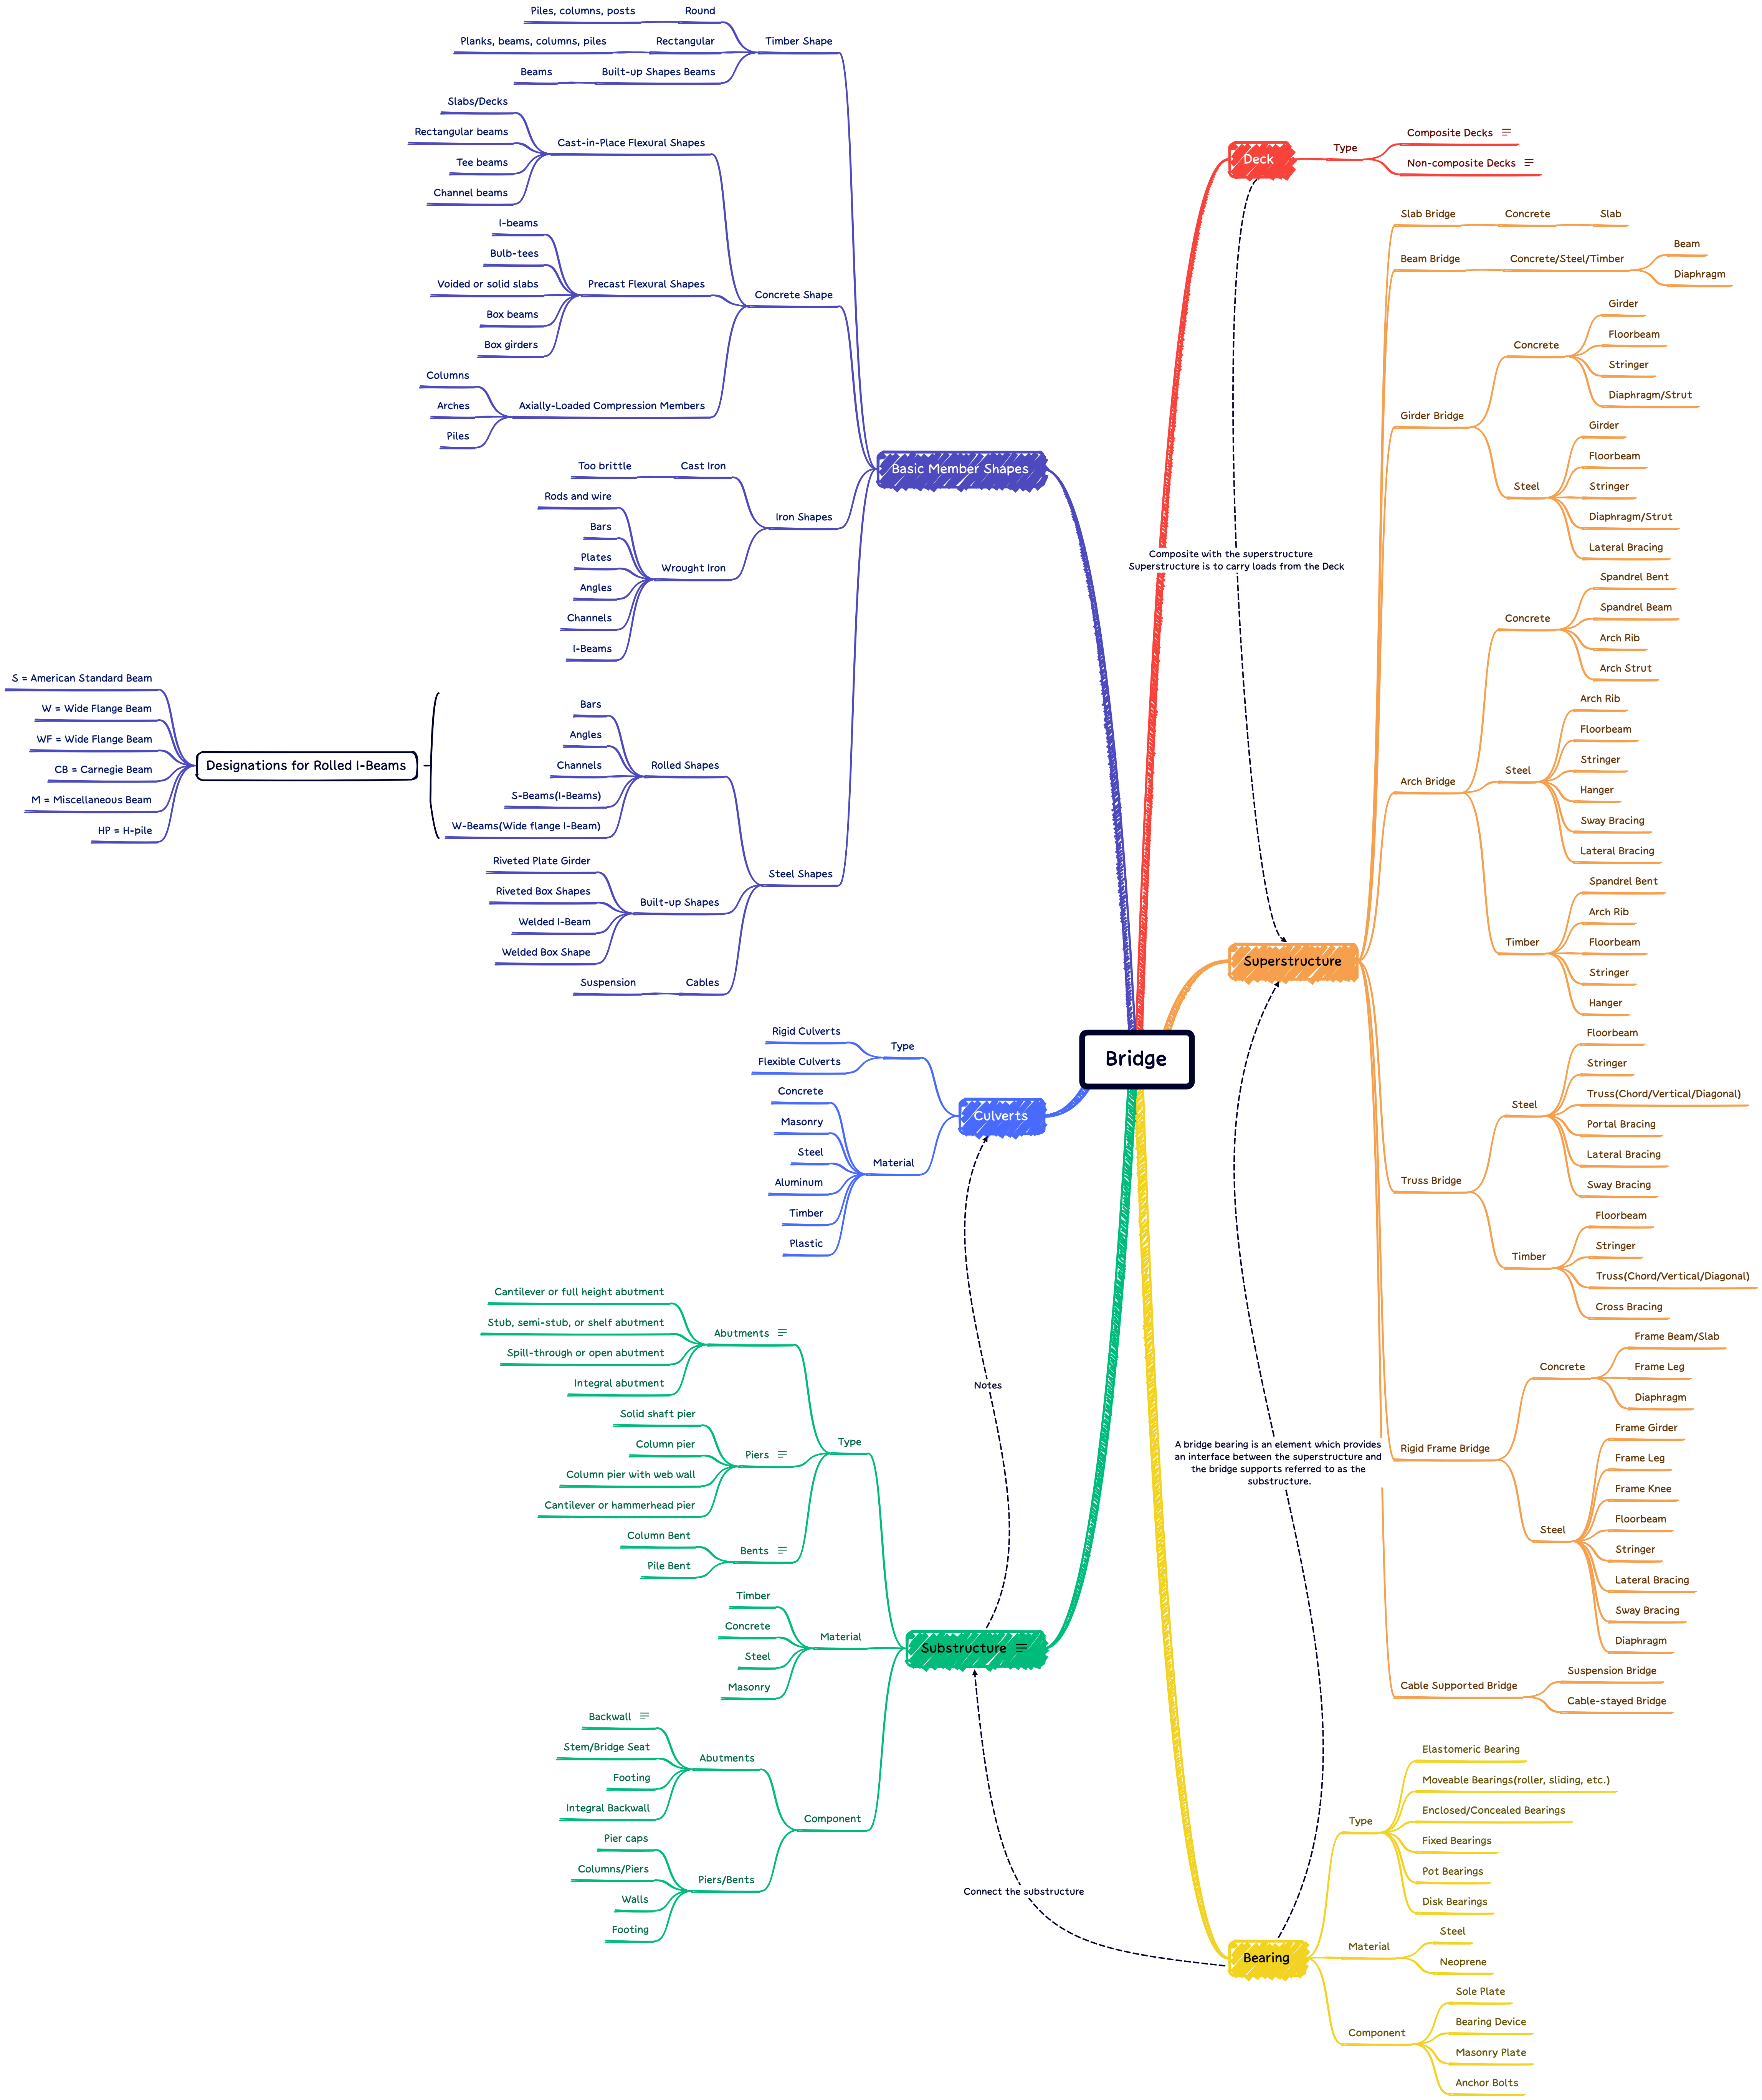 Bridge
Basic Member Shapes
Timber Shape
Round
Piles, columns, posts
Rectangular
Planks, beams, columns, piles
Built-up Shapes Beams
Beams
Concrete Shape
Cast-in-Place Flexural Shapes
Slabs/Decks
Rectangular beams
Tee beams
Channel beams
Precast Flexural Shapes
I-beams
Bulb-tees
Voided or solid slabs
Box beams
Box girders
Axially-Loaded Compression Members
Columns
Arches
Piles
Iron Shapes
Cast Iron
Too brittle
Wrought Iron
Rods and wire
Bars
Plates
Angles
Channels
I-Beams
Steel Shapes
Rolled Shapes
Bars
Angles
Channels
S-Beams(I-Beams)
W-Beams(Wide flange I-Beam)
Designations for Rolled I-Beams
S = American Standard Beam
W = Wide Flange Beam
WF = Wide Flange Beam
CB = Carnegie Beam
M = Miscellaneous Beam
HP = H-pile
Built-up Shapes
Riveted Plate Girder
Riveted Box Shapes
Welded I-Beam
Welded Box Shape
Cables
Suspension
Culverts
Type
Rigid Culverts
Flexible Culverts
Material
Concrete
Masonry
Steel
Aluminum
Timber
Plastic
Notes
Substructure
Type
Abutments
Cantilever or full height abutment
Stub, semi-stub, or shelf abutment
Spill-through or open abutment
Integral abutment
Piers
Solid shaft pier
Column pier
Column pier with web wall
Cantilever or hammerhead pier
Bents
Column Bent
Pile Bent
Material
Timber
Concrete
Steel
Masonry
Component
Abutments
Backwall
Stem/Bridge Seat
Footing
Integral Backwall
Piers/Bents
Pier caps
Columns/Piers
Walls
Footing
Connect the substructure
Deck
Type
Composite Decks
Non-composite Decks
Composite with the superstructure
Superstructure is to carry loads from the Deck
Superstructure
Slab Bridge
Concrete
Slab
Beam Bridge
Concrete/Steel/Timber
Beam
Diaphragm
Girder Bridge
Concrete
Girder
Floorbeam
Stringer
Diaphragm/Strut
Steel
Girder
Floorbeam
Stringer
Diaphragm/Strut
Lateral Bracing
Arch Bridge
Concrete
Spandrel Bent
Spandrel Beam
Arch Rib
Arch Strut
Steel
Arch Rib
Floorbeam
Stringer
Hanger
Sway Bracing
Lateral Bracing
Timber
Spandrel Bent
Arch Rib
Floorbeam
Stringer
Hanger
Truss Bridge
Steel
Floorbeam
Stringer
Truss(Chord/Vertical/Diagonal)
Portal Bracing
Lateral Bracing
Sway Bracing
Timber
Floorbeam
Stringer
Truss(Chord/Vertical/Diagonal)
Cross Bracing
Rigid Frame Bridge
Concrete
Frame Beam/Slab
Frame Leg
Diaphragm
Steel
Frame Girder
Frame Leg
Frame Knee
Floorbeam
Stringer
Lateral Bracing
Sway Bracing
Diaphragm
Cable Supported Bridge
Suspension Bridge
Cable-stayed Bridge
A bridge bearing is an element which provides
an interface between the superstructure and
the bridge supports referred to as the
substructure.
Bearing
Type
Elastomeric Bearing
Moveable Bearings(roller, sliding, etc.)
Enclosed/Concealed Bearings
Fixed Bearings
Pot Bearings
Disk Bearings
Material
Steel
Neoprene
Component
Sole Plate
Bearing Device
Masonry Plate
Anchor Bolts